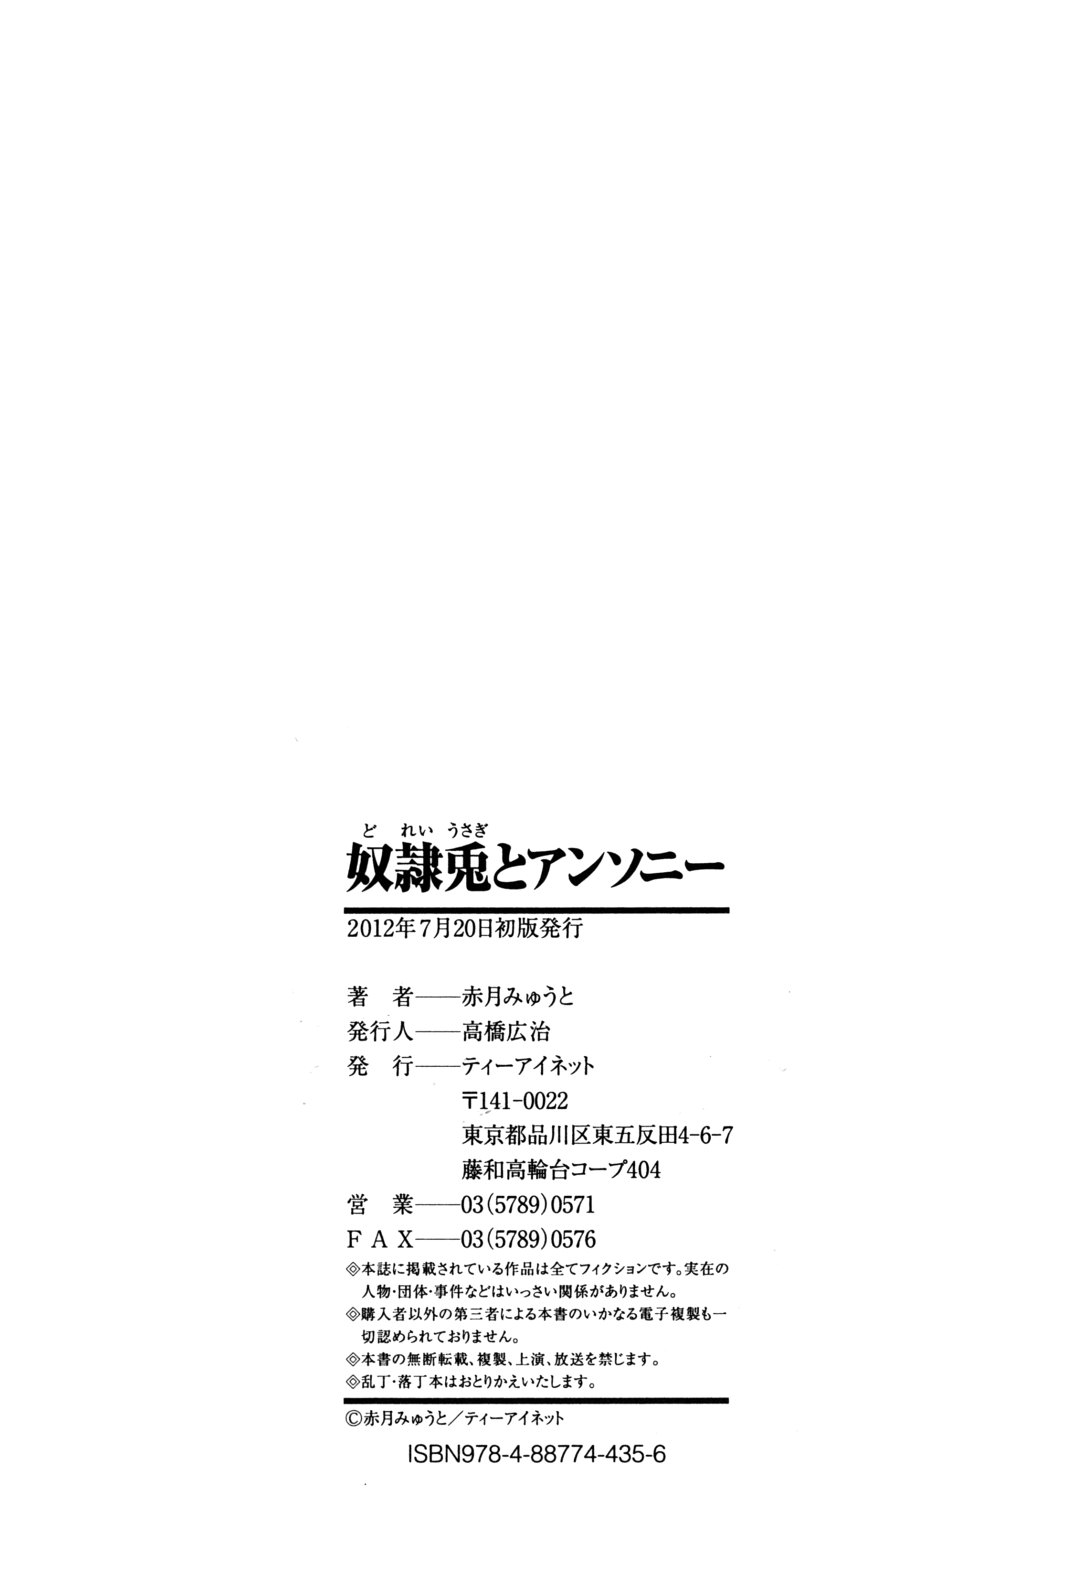 ど れい うさぎ
奴隷兎とアンソニー
2012年7月20日初版発行
著 者――赤月みゅうと
発行人――高橋広治
発 行――ティーアイネット
〒141-0022
東京都品川区東五反田4-6-7
藤和高輪台コープ404
営 業――03(5789)0571
F A X――03(5789)0576
◎本誌に掲載されている作品は全てフィクションです。実在の
人物・団体・事件などはいっさい関係がありません。
◎購入者以外の第三者による本書のいかなる電子複製も一
切認められておりません。
◎本書の無断転載、複製、上演、放送を禁じます。
◎乱丁・落丁本はおとりかえいたします。
©赤月みゅうと/ティーアイネット
ISBN978-4-88774-435-6